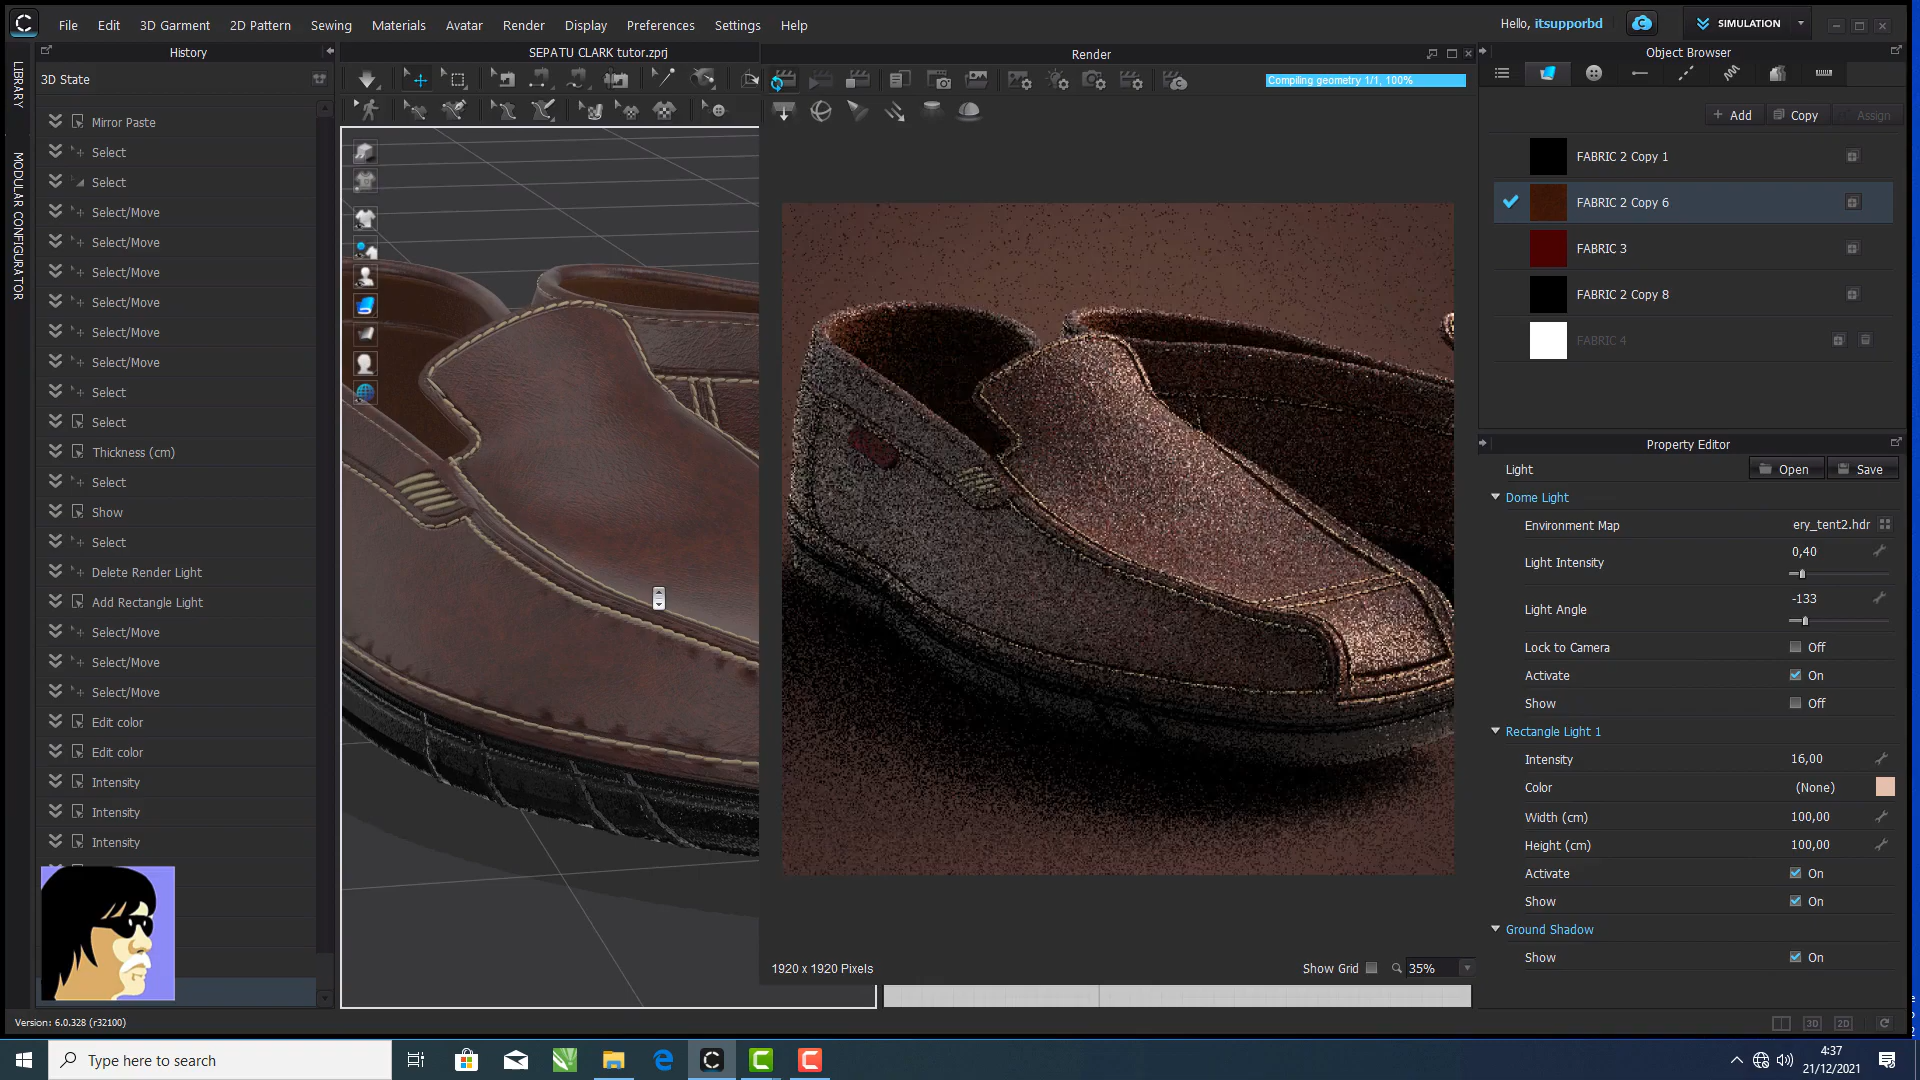 File Edit 3D Garment 2D Pattern Sewing Materials Avatar Render Display Preferences Settings Help
Hello, itsupporbd
SIMULATION
LIBRARY
MODULAR CONFIGURATOR
History
3D State
Mirror Paste
Select
Select
Select/Move
Select/Move
Select/Move
Select/Move
Select/Move
Select/Move
Select
Select
Thickness (cm)
Select
Show
Select
Delete Render Light
Add Rectangle Light
Select/Move
Select/Move
Select/Move
Edit color
Edit color
Intensity
Intensity
Intensity
Version: 6.0.328 (r32100)
SEPATU CLARK tutor.zprj
Render
Compiling geometry 1/1, 100%
1920 x 1920 Pixels
Show Grid
35%
Object Browser
Add Copy Assign
FABRIC 2 Copy 1
FABRIC 2 Copy 6
FABRIC 3
FABRIC 2 Copy 8
FABRIC 4
Property Editor
Light
Open Save
Dome Light
Environment Map ery_tent2.hdr
Light Intensity 0,40
Light Angle -133
Lock to Camera Off
Activate On
Show Off
Rectangle Light 1
Intensity 16,00
Color (None)
Width (cm) 100,00
Height (cm) 100,00
Activate On
Show On
Ground Shadow
Show On
3D 2D
Type here to search
4:37
21/12/2021